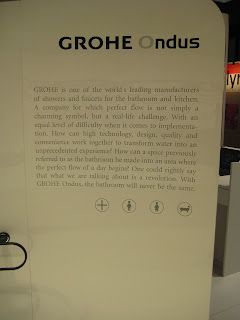 GROHE Ondus
GROHE is one of the world's leading manufacturers
of showers and faucets for the bathroom and kitchen.
A company for which perfect flow is not simply a
charming symbol, but a real-life challenge. With an
equal level of difficulty when it comes to implementa-
tion. How can high technology, design, quality and
convenience work together to transform water into an
unprecedented experience? How can a space previously
referred to as the bathroom be made into an area where
the perfect flow of a day begins? One could rightly say
that what we are talking about is a revolution. With
GROHE Ondus, the bathroom will never be the same.